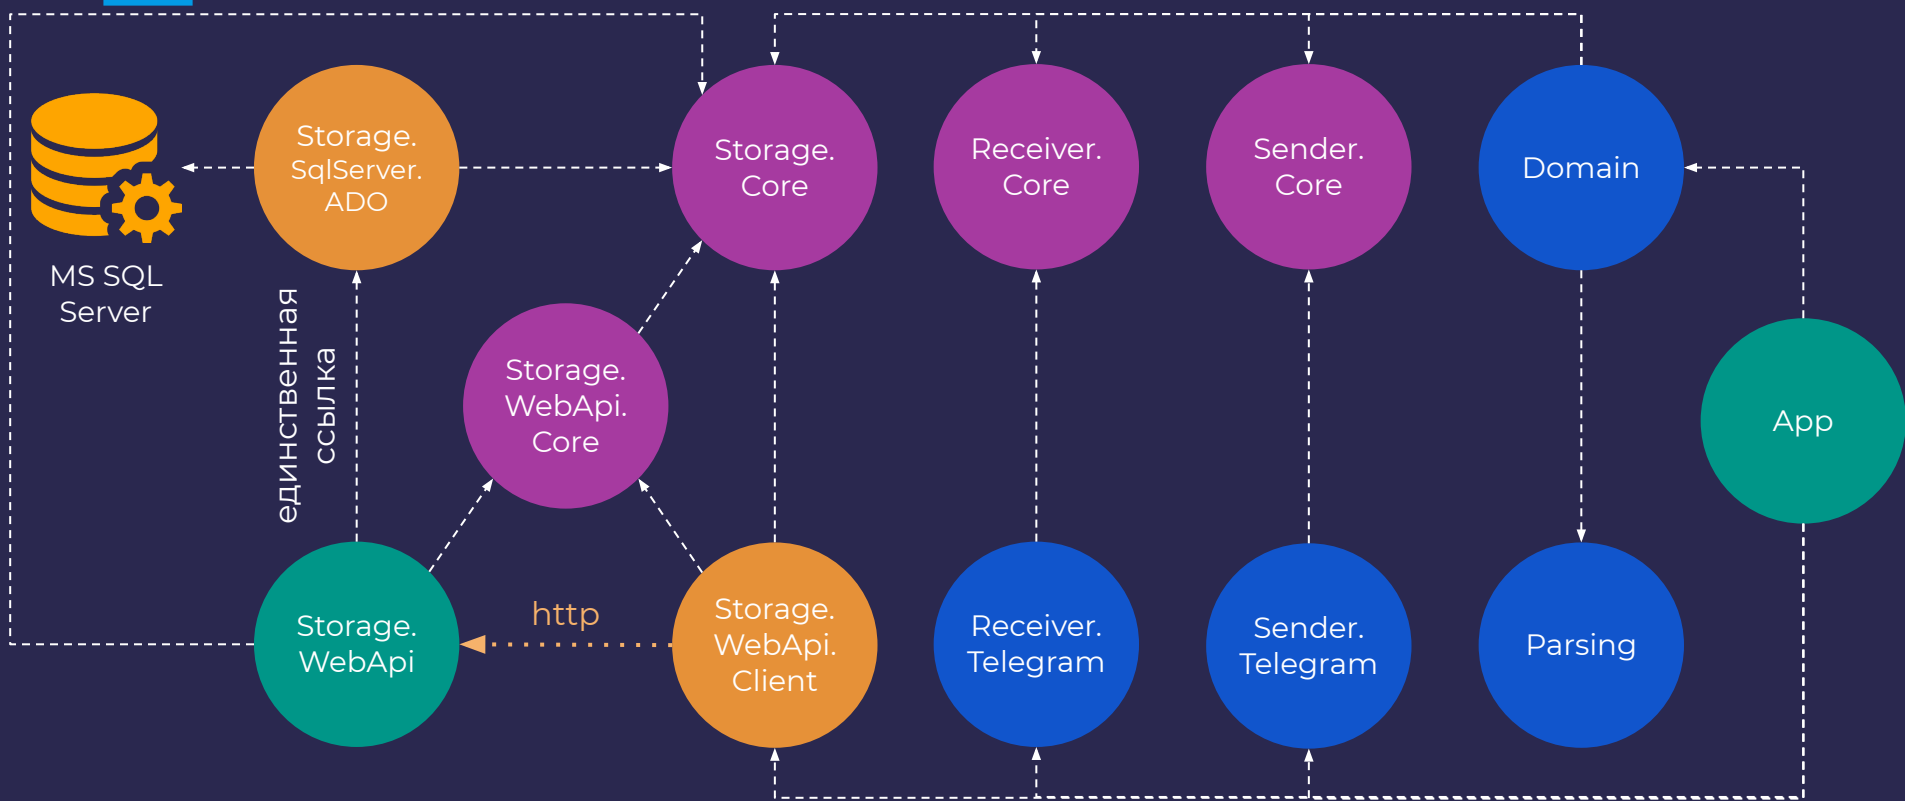 Storage.
SqlServer.
ADO
Storage.
Core
Receiver.
Core
Sender.
Core
Domain
MS SQL
Server
единственная
ссылка
Storage.
WebApi.
Core
App
Storage.
WebApi
http
Storage.
WebApi.
Client
Receiver.
Telegram
Sender.
Telegram
Parsing